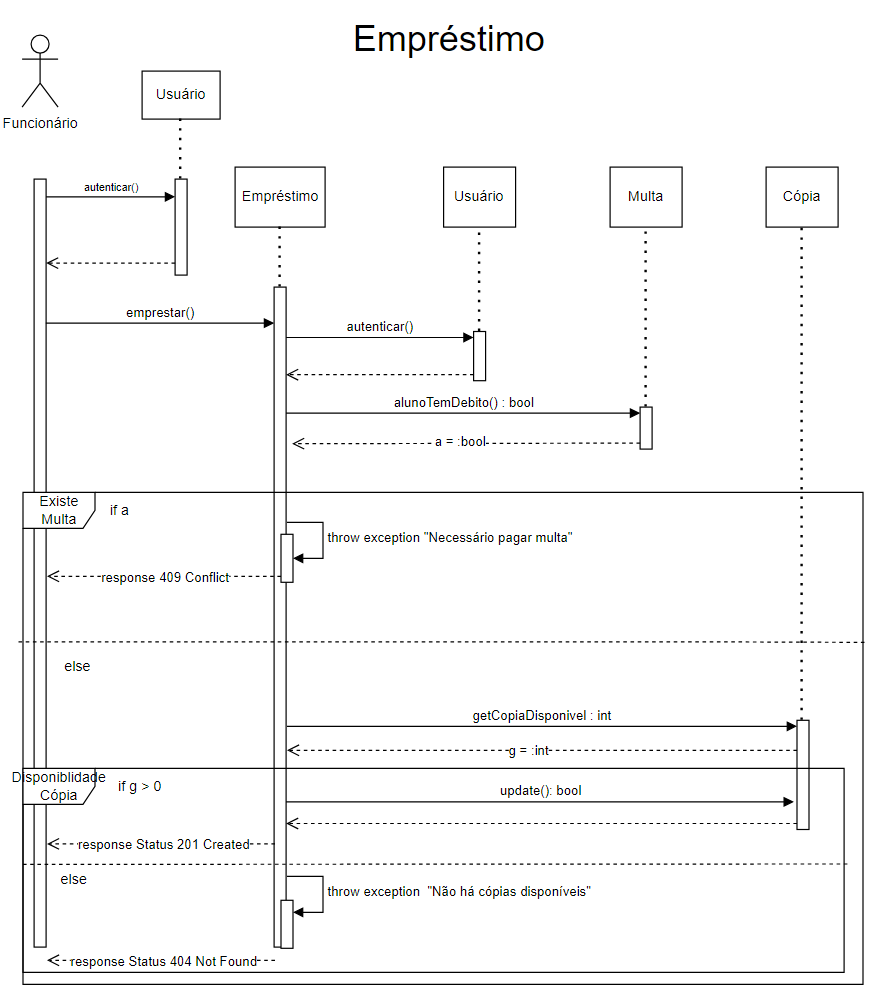 Empréstimo
Funcionário
Usuário
Empréstimo
Usuário
Multa
Cópia
autenticar()
emprestar()
autenticar()
alunoTemDebito() : bool
a = :bool
Existe
Multa
if a
throw exception "Necessário pagar multa"
response 409 Conflict
else
getCopiaDisponivel : int
g = :int
Disponiblidade
Cópia
if g > 0
update(): bool
response Status 201 Created
else
throw exception "Não há cópias disponíveis"
response Status 404 Not Found